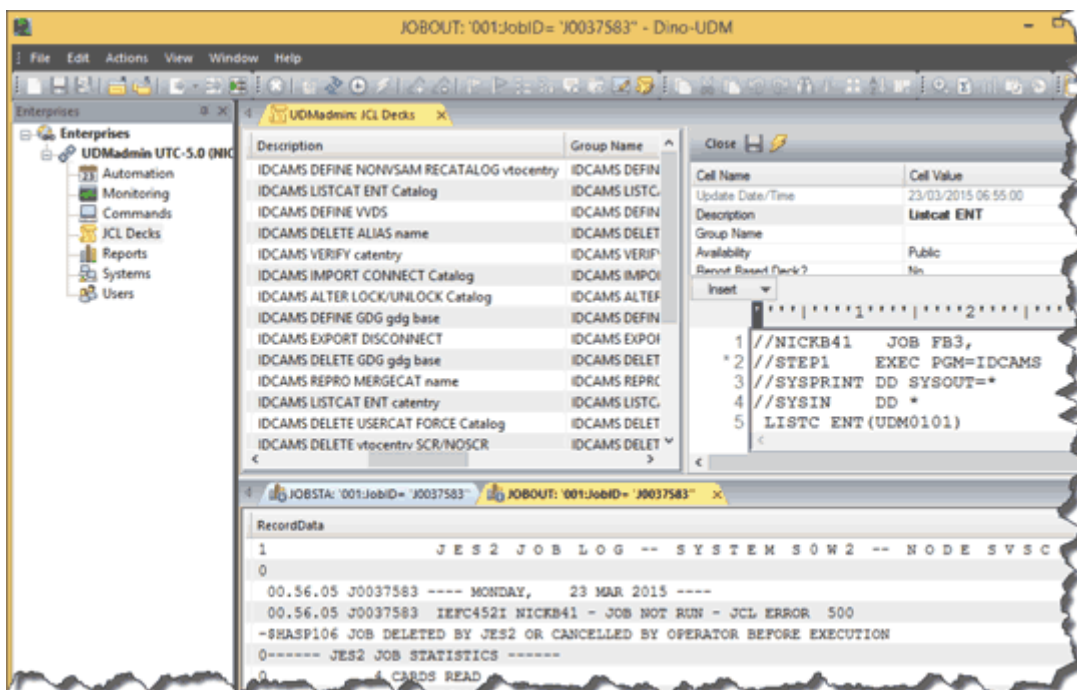 JOBOUT: '001:JobID= 'J0037583'' - Dino-UDM
File Edit Actions View Window Help
Enterprises
Enterprises
UDMadmin UTC-5.0 (NIC
Automation
Monitoring
Commands
JCL Decks
Reports
Systems
Users
UDMadmin: JCL Decks
Description Group Name
IDCAMS DEFINE NONVSAM RECATALOG vtocentry IDCAMS DEFIN
IDCAMS LISTCAT ENT Catalog IDCAMS LISTC
IDCAMS DEFINE VVDS IDCAMS DEFIN
IDCAMS DELETE ALIAS name IDCAMS DELET
IDCAMS VERIFY catentry IDCAMS VERIF
IDCAMS IMPORT CONNECT Catalog IDCAMS IMPO
IDCAMS ALTER LOCK/UNLOCK Catalog IDCAMS ALTER
IDCAMS DEFINE GDG gdg base IDCAMS DEFIN
IDCAMS EXPORT DISCONNECT IDCAMS EXPO
IDCAMS DELETE GDG gdg base IDCAMS DELET
IDCAMS REPRO MERGECAT name IDCAMS REPRO
IDCAMS LISTCAT ENT catentry IDCAMS LISTC
IDCAMS DELETE USERCAT FORCE Catalog IDCAMS DELET
IDCAMS DELETE vtocentry SCR/NOSCR IDCAMS DELET
Close
Cell Name Cell Value
Update Date/Time 23/03/2015 06:55:00
Description Listcat ENT
Group Name
Availability Public
Report Based Deck? No
Insert
1 2
1 //NICKB41 JOB FB3,
*2 //STEP1 EXEC PGM=IDCAMS
3 //SYSPRINT DD SYSOUT=*
4 //SYSIN DD *
5 LISTC ENT(UDM0101)
JOBSTA: '001:JobID= 'J0037583'' JOBOUT: '001:JobID= 'J0037583''
RecordData
1 J E S 2 J O B L O G -- S Y S T E M S 0 W 2 -- N O D E S V S C
0
00.56.05 J0037583 ---- MONDAY, 23 MAR 2015 ----
00.56.05 J0037583 IEFC452I NICKB41 - JOB NOT RUN - JCL ERROR 500
-$HASP106 JOB DELETED BY JES2 OR CANCELLED BY OPERATOR BEFORE EXECUTION
0------ JES2 JOB STATISTICS ------
0 4 CARDS READ